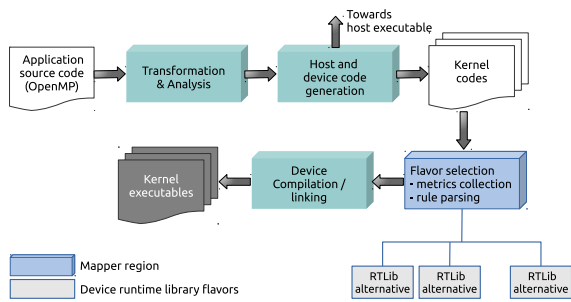 Towards
host executable
Application
source code
(OpenMP)
Transformation
& Analysis
Host and
device code
generation
Kernel
codes
Kernel
executables
Device
Compilation /
linking
Flavor selection
- metrics collection
- rule parsing
Mapper region
Device runtime library flavors
RTLib
alternative
RTLib
alternative
RTLib
alternative